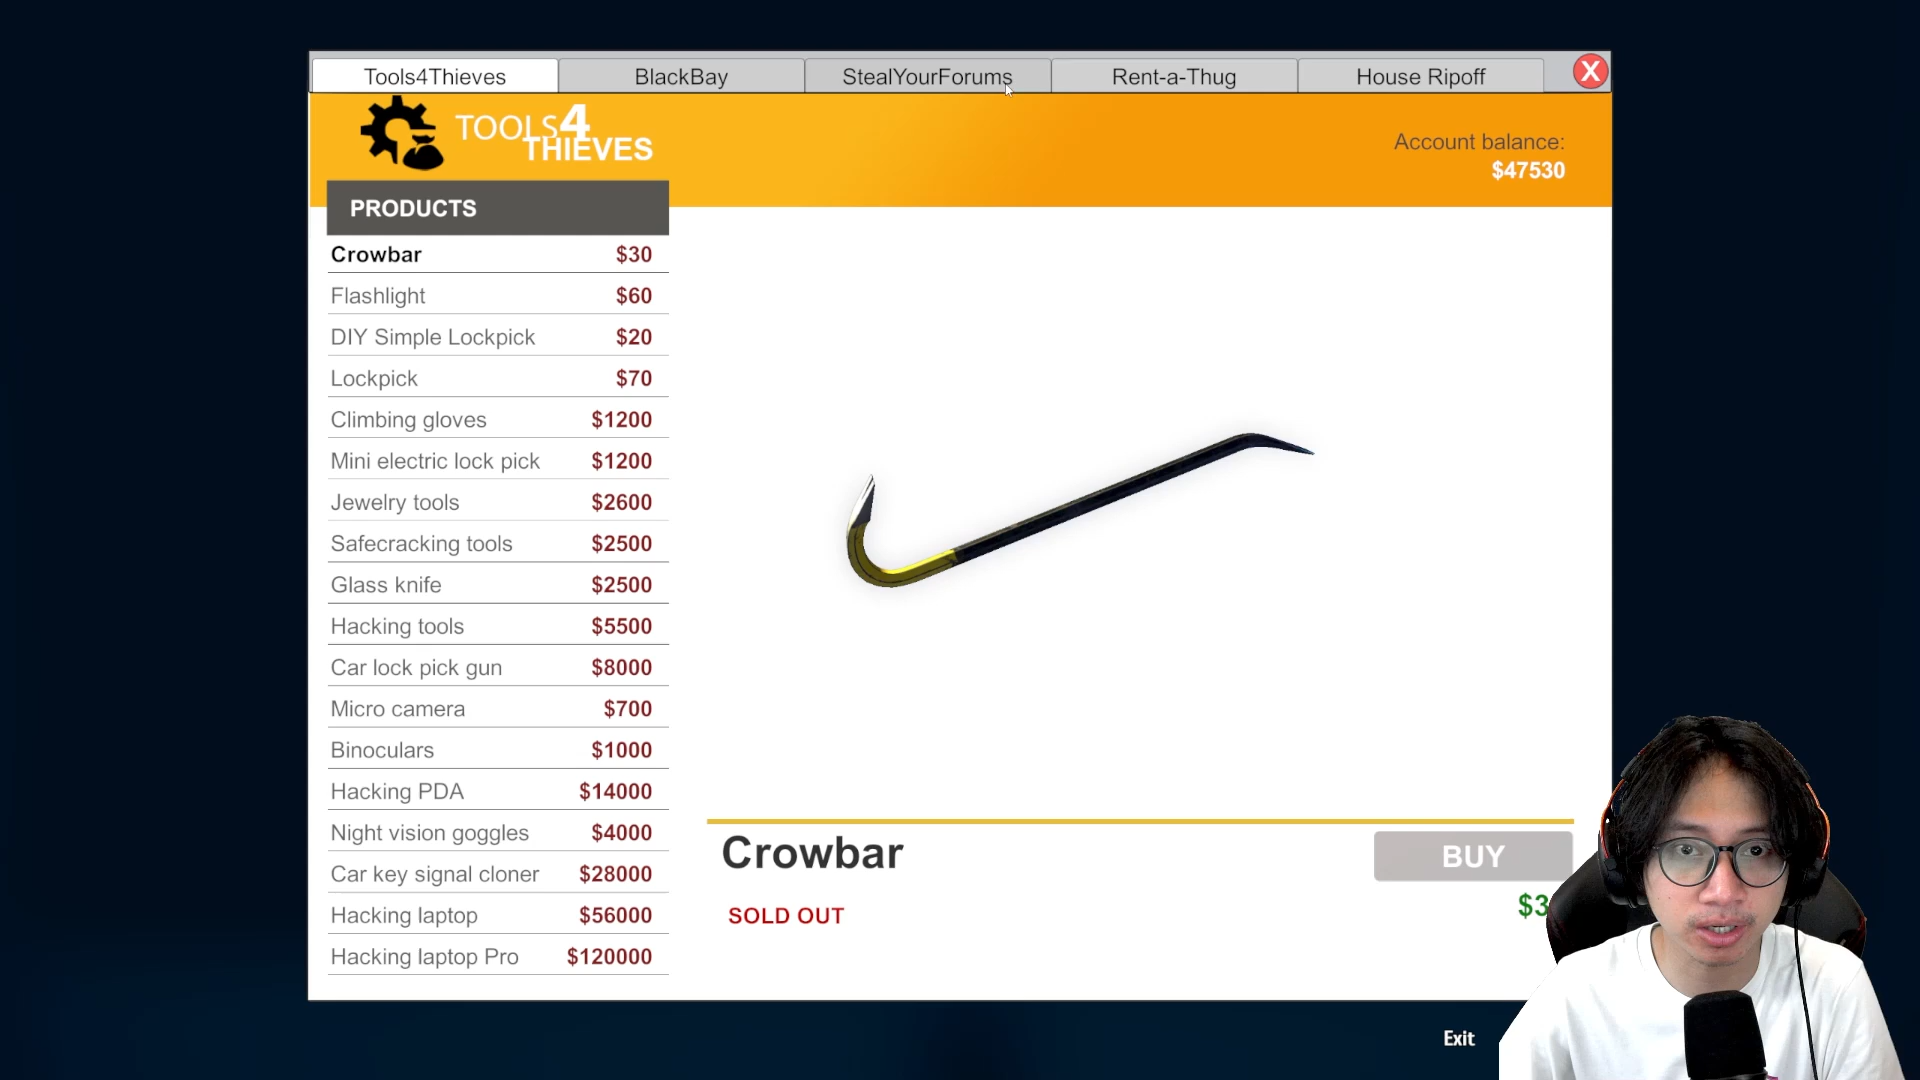 Tools4Thieves
BlackBay
StealYourForums
Rent-a-Thug
House Ripoff
X
TOOLS4
THIEVES
Account balance:
$47530
PRODUCTS
Crowbar $30
Flashlight $60
DIY Simple Lockpick $20
Lockpick $70
Climbing gloves $1200
Mini electric lock pick $1200
Jewelry tools $2600
Safecracking tools $2500
Glass knife $2500
Hacking tools $5500
Car lock pick gun $8000
Micro camera $700
Binoculars $1000
Hacking PDA $14000
Night vision goggles $4000
Car key signal cloner $28000
Hacking laptop $56000
Hacking laptop Pro $120000
Crowbar
BUY
SOLD OUT
$3
Exit